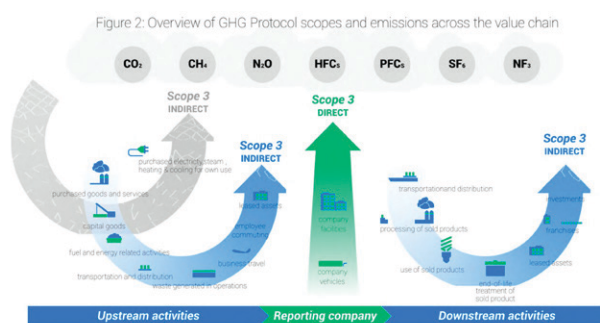 Figure 2: Overview of GHG Protocol scopes and emissions across the value chain
CO₂ CH₄ N₂O HFC₅ PFC₅ SF₆ NF₃
Scope 3
INDIRECT
Scope 3
DIRECT
Scope 3
INDIRECT
Scope 3
INDIRECT
purchased electricity, steam,
heating & cooling for own use
purchased goods and services
capital goods
fuel and energy related activities
transportation and distribution
waste generated in operations
business travel
employee
commuting
leased assets
company
facilities
company
vehicles
transportationand distribution
processing of sold products
use of sold products
end-of-life
treatment of
sold product
leased assets
franchises
investments
Upstream activities
Reporting company
Downstream activities